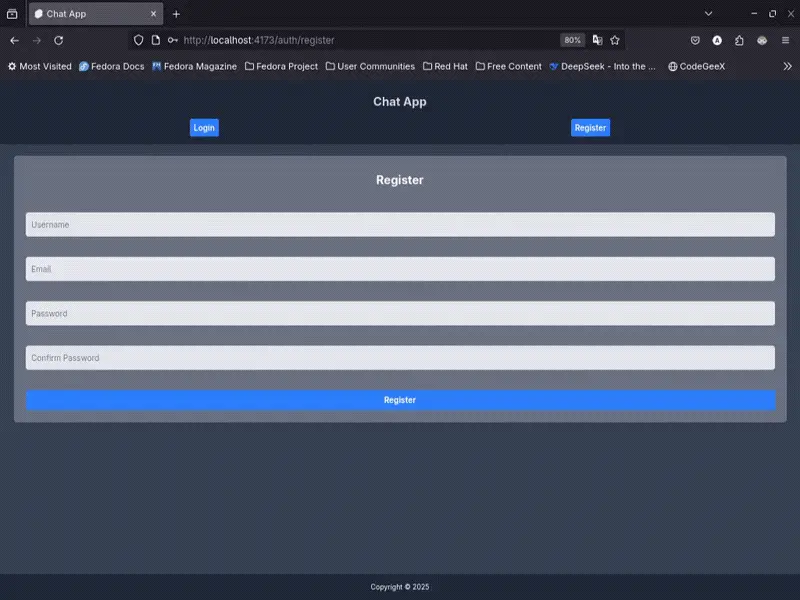 Chat App
http://localhost:4173/auth/register
80%
Most Visited Fedora Docs Fedora Magazine Fedora Project User Communities Red Hat Free Content DeepSeek - Into the ... CodeGeeX
Chat App
Login Register
Register
Username
Email
Password
Confirm Password
Register
Copyright © 2025